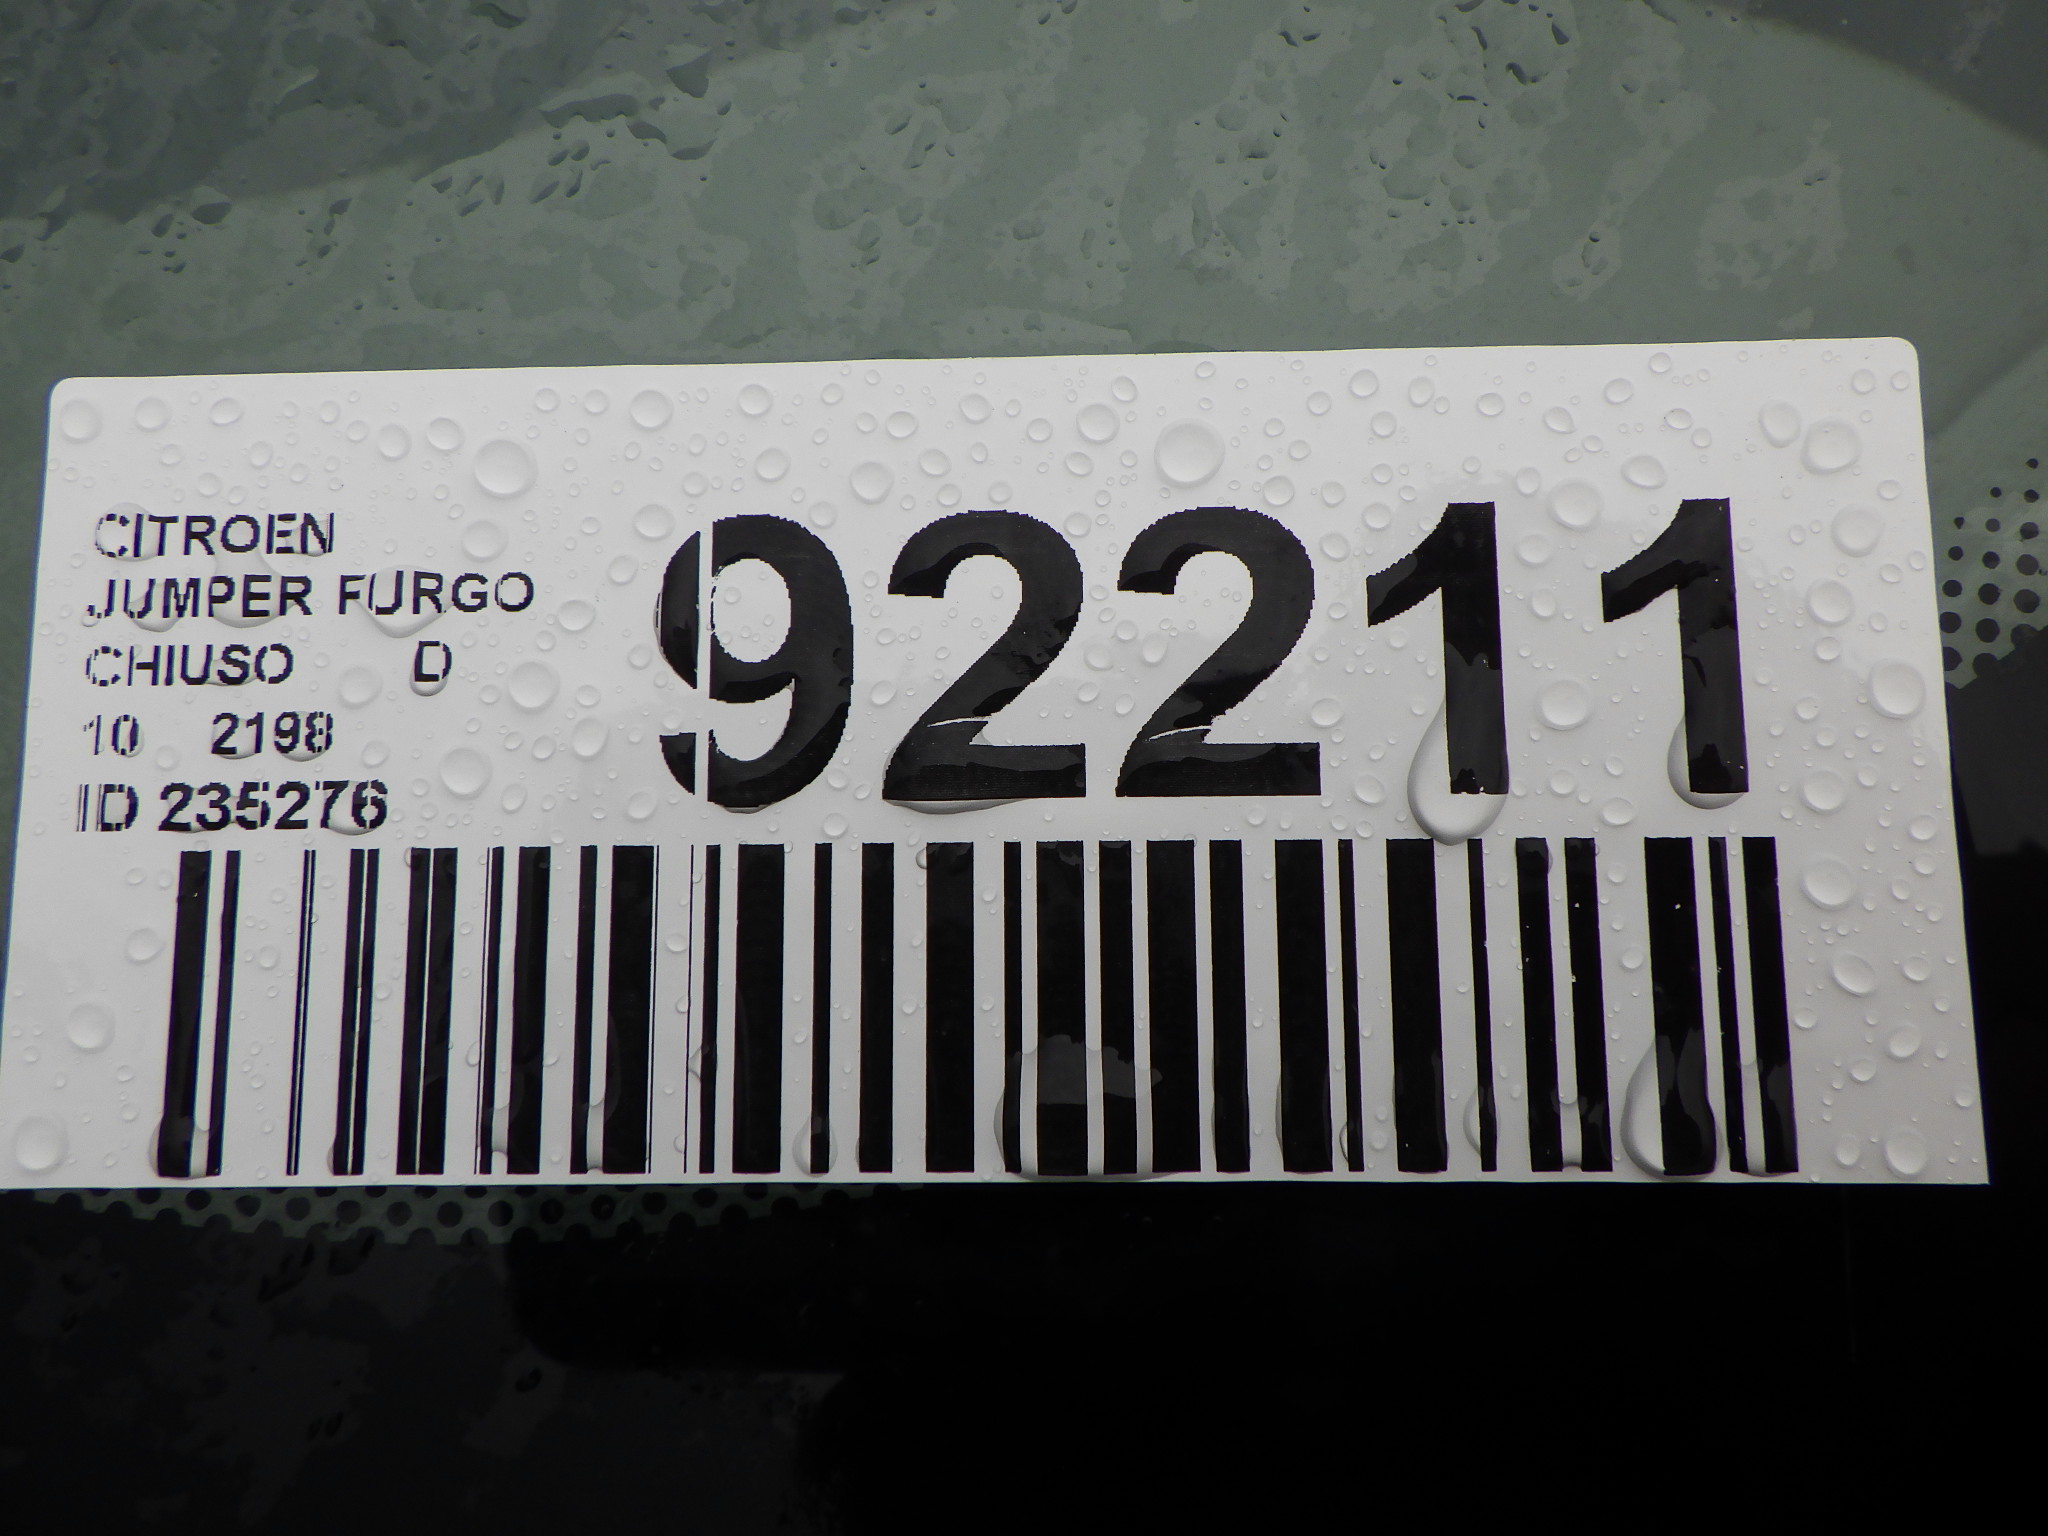 CITROEN
JUMPER FURGO
CHIUSO D
10 2198
ID 235276
92211